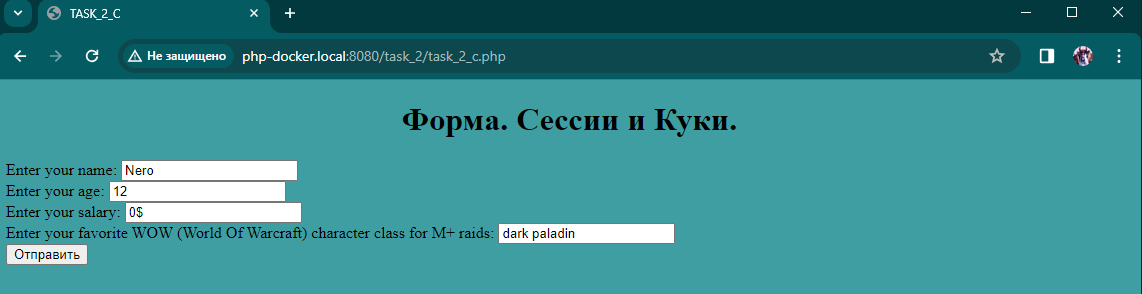 TASK_2_C
Не защищено php-docker.local:8080/task_2/task_2_c.php
Форма. Сессии и Куки.
Enter your name: Nero
Enter your age: 12
Enter your salary: 0$
Enter your favorite WOW (World Of Warcraft) character class for M+ raids: dark paladin
Отправить